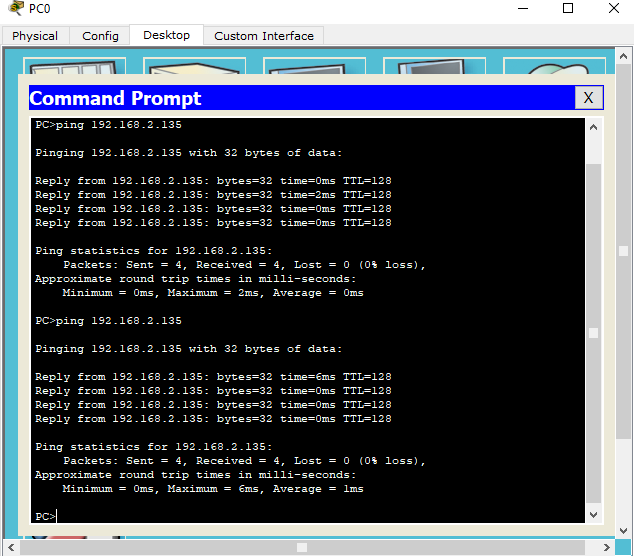 PC0
Physical Config Desktop Custom Interface
Command Prompt X
PC>ping 192.168.2.135
Pinging 192.168.2.135 with 32 bytes of data:
Reply from 192.168.2.135: bytes=32 time=0ms TTL=128
Reply from 192.168.2.135: bytes=32 time=2ms TTL=128
Reply from 192.168.2.135: bytes=32 time=0ms TTL=128
Reply from 192.168.2.135: bytes=32 time=0ms TTL=128
Ping statistics for 192.168.2.135:
Packets: Sent = 4, Received = 4, Lost = 0 (0% loss),
Approximate round trip times in milli-seconds:
Minimum = 0ms, Maximum = 2ms, Average = 0ms
PC>ping 192.168.2.135
Pinging 192.168.2.135 with 32 bytes of data:
Reply from 192.168.2.135: bytes=32 time=6ms TTL=128
Reply from 192.168.2.135: bytes=32 time=0ms TTL=128
Reply from 192.168.2.135: bytes=32 time=0ms TTL=128
Reply from 192.168.2.135: bytes=32 time=0ms TTL=128
Ping statistics for 192.168.2.135:
Packets: Sent = 4, Received = 4, Lost = 0 (0% loss),
Approximate round trip times in milli-seconds:
Minimum = 0ms, Maximum = 6ms, Average = 1ms
PC>